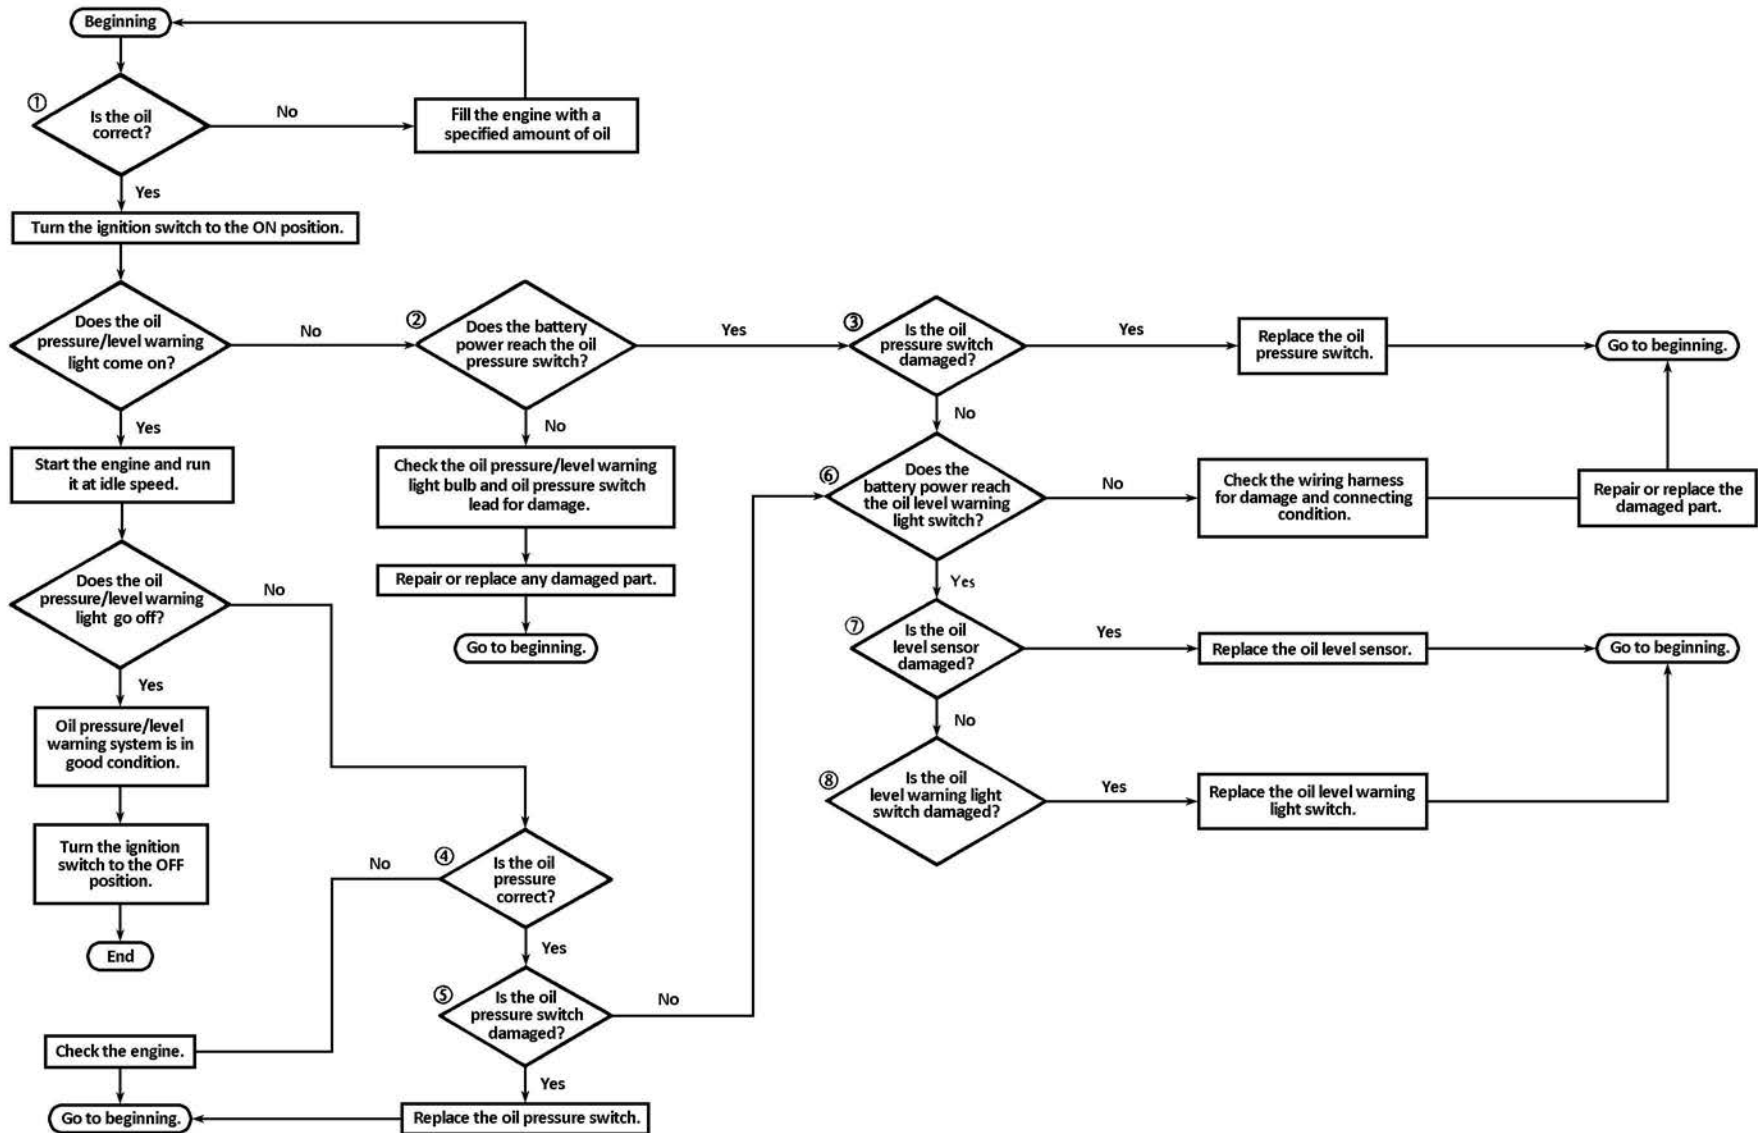 Beginning
①
Is the oil
correct?
No
Fill the engine with a
specified amount of oil
Yes
Turn the ignition switch to the ON position.
Does the oil
pressure/level warning
light come on?
No
②
Does the battery
power reach the oil
pressure switch?
Yes
③
Is the oil
pressure switch
damaged?
Yes
Replace the oil
pressure switch.
Go to beginning.
Yes
No
No
Start the engine and run
it at idle speed.
Check the oil pressure/level warning
light bulb and oil pressure switch
lead for damage.
⑥
Does the
battery power reach
the oil level warning
light switch?
No
Check the wiring harness
for damage and connecting
condition.
Repair or replace the
damaged part.
Does the oil
pressure/level warning
light go off?
No
Repair or replace any damaged part.
Go to beginning.
Yes
⑦
Is the oil
level sensor
damaged?
Yes
Replace the oil level sensor.
Go to beginning.
Yes
Oil pressure/level
warning system is in
good condition.
No
⑧
Is the oil
level warning light
switch damaged?
Yes
Replace the oil level warning
light switch.
Turn the ignition
switch to the OFF
position.
End
No
④
Is the oil
pressure
correct?
Yes
⑤
Is the oil
pressure switch
damaged?
No
Check the engine.
Yes
Go to beginning.
Replace the oil pressure switch.